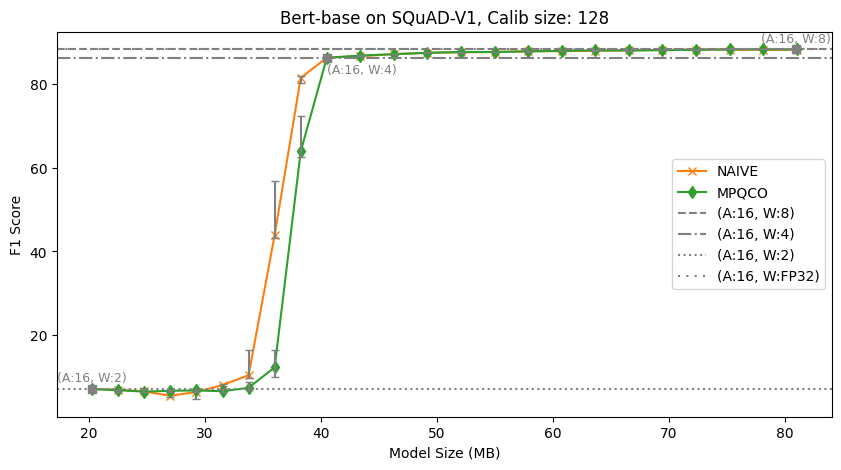 Bert-base on SQuAD-V1, Calib size: 128
(A:16, W:8)
80
(A:16, W:4)
60
NAIVE
MPQCO
(A:16, W:8)
(A:16, W:4)
(A:16, W:2)
(A:16, W:FP32)
F1 Score
40
20
(A:16, W:2)
20
30
40
50
60
70
80
Model Size (MB)